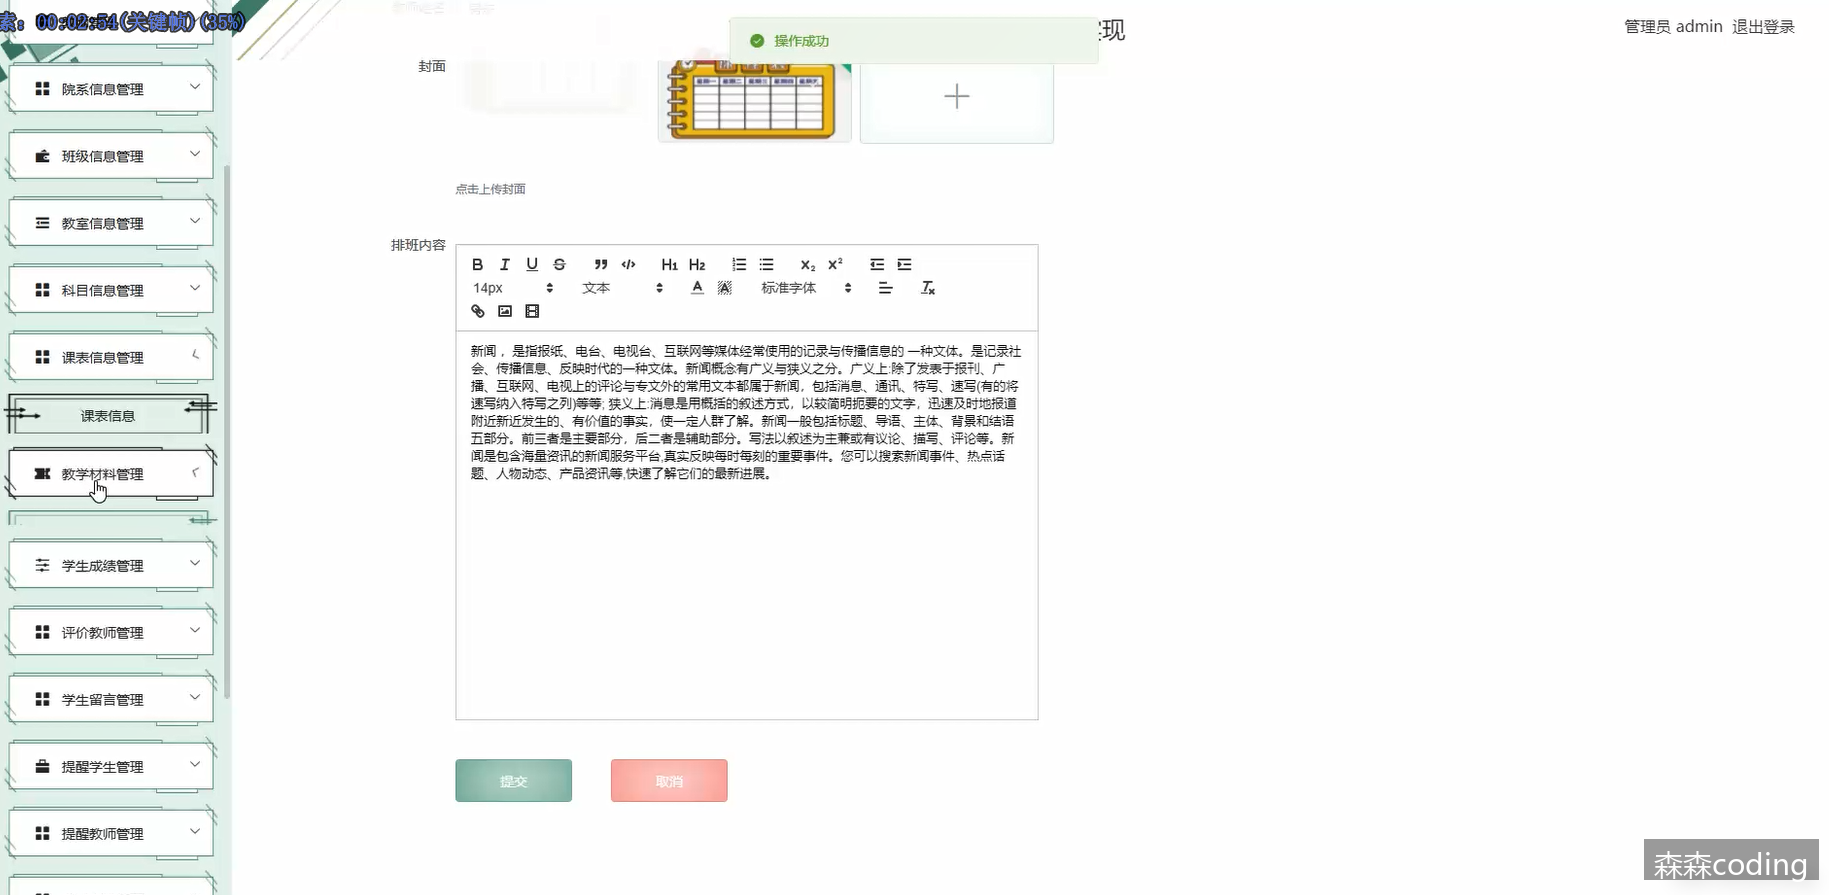 索: 00:02:54(关键帧)(35%)
实现
管理员 admin 退出登录
操作成功
封面
点击上传封面
院系信息管理
班级信息管理
教室信息管理
科目信息管理
课表信息管理
课表信息
教学材料管理
学生成绩管理
评价教师管理
学生留言管理
提醒学生管理
提醒教师管理
排班内容
B I U S H1 H2 X2 X2
14px 文本 A A 标准字体
新闻 ，是指报纸、电台、电视台、互联网等媒体经常使用的记录与传播信息的 一种文体。是记录社
会、传播信息、反映时代的一种文体。新闻概念有广义与狭义之分。广义上:除了发表于报刊、广
播、互联网、电视上的评论与专文外的常用文本都属于新闻，包括消息、通讯、特写、速写(有的将
速写纳入特写之列)等等; 狭义上:消息是用概括的叙述方式，以较简明扼要的文字，迅速及时地报道
附近新近发生的、有价值的事实，使一定人群了解。新闻一般包括标题、导语、主体、背景和结语
五部分。前三者是主要部分，后二者是辅助部分。写法以叙述为主兼或有议论、描写、评论等。新
闻是包含海量资讯的新闻服务平台,真实反映每时每刻的重要事件。您可以搜索新闻事件、热点话
题、人物动态、产品资讯等,快速了解它们的最新进展。
提交
取消
森森coding